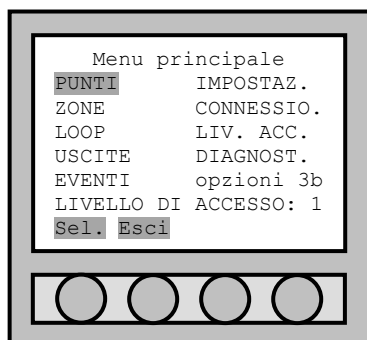 Menu principale
PUNTI IMPOSTAZ.
ZONE CONNESSIO.
LOOP LIV. ACC.
USCITE DIAGNOST.
EVENTI opzioni 3b
LIVELLO DI ACCESSO: 1
Sel. Esci